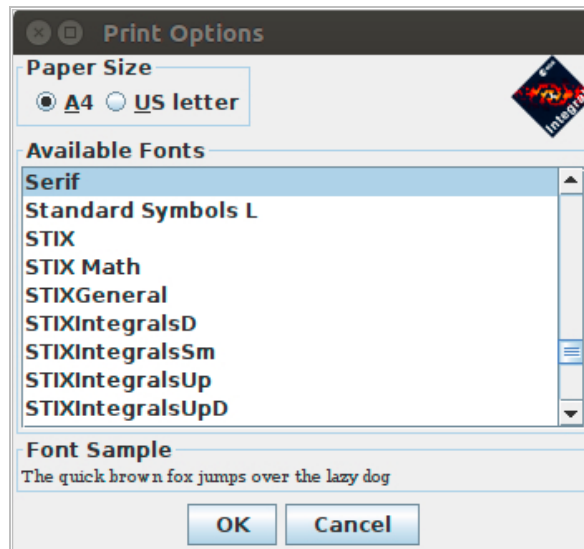 Print Options
Paper Size
A4 US letter
Integral
Available Fonts
Serif
Standard Symbols L
STIX
STIX Math
STIXGeneral
STIXIntegralsD
STIXIntegralsSm
STIXIntegralsUp
STIXIntegralsUpD
Font Sample
The quick brown fox jumps over the lazy dog
OK Cancel